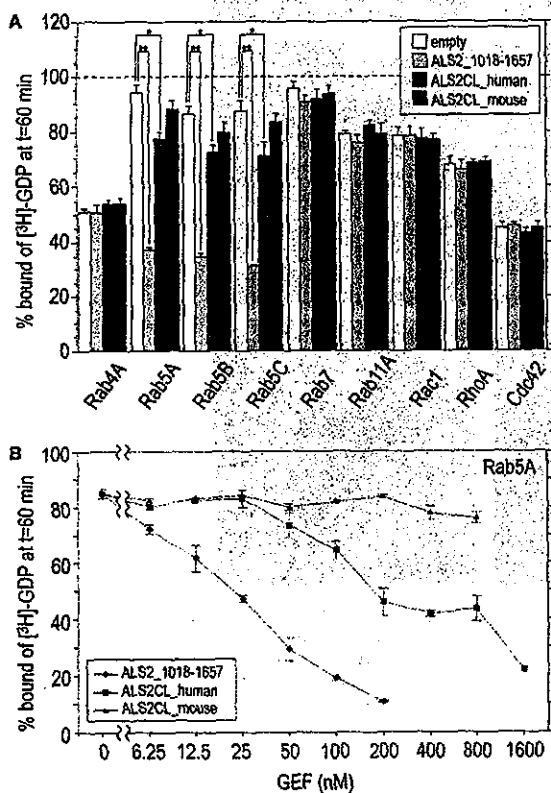 A
120
100
80
60
40
20
0
% bound of [³H]-GDP at t=60 min
* * *
** ** **
empty
ALS2_1018-1657
ALS2CL_human
ALS2CL_mouse
Rab4A Rab5A Rab5B Rab5C Rab7 Rab11A Rac1 RhoA Cdc42
B
100
80
60
40
20
0
% bound of [³H]-GDP at t=60 min
Rab5A
ALS2_1018-1657
ALS2CL_human
ALS2CL_mouse
0 6.25 12.5 25 50 100 200 400 800 1600
GEF (nM)